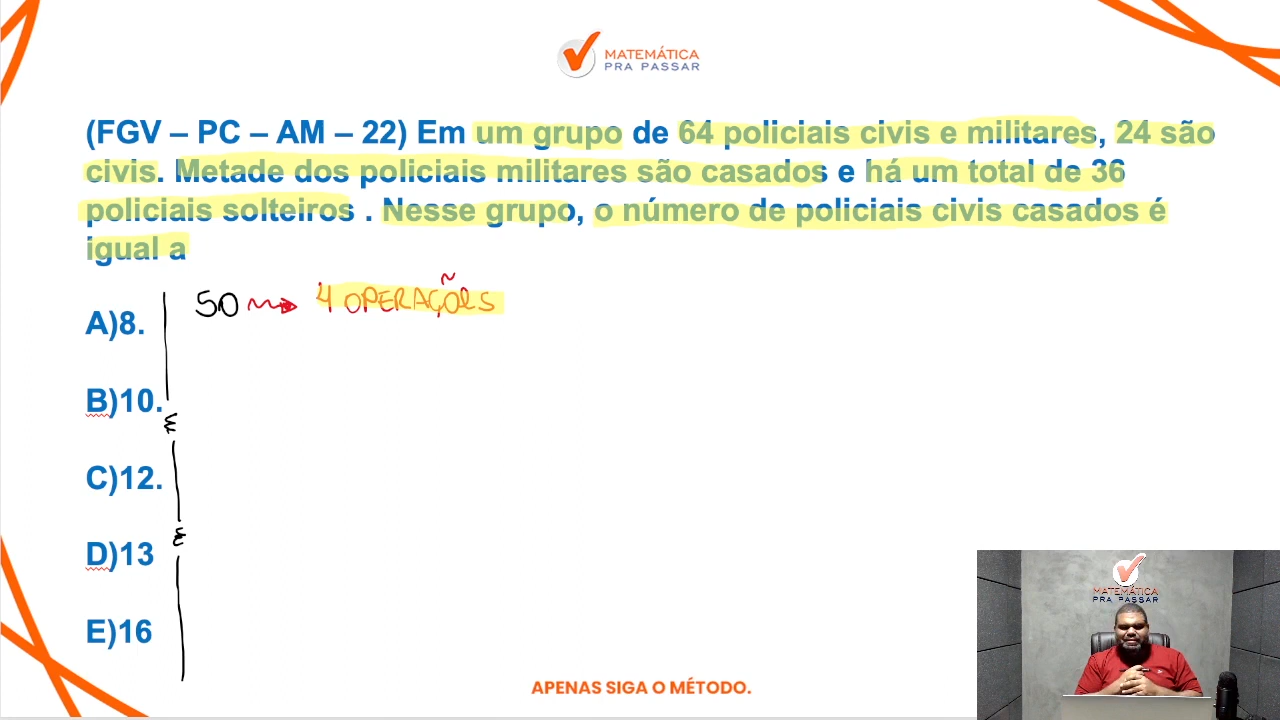 MATEMÁTICA
PRA PASSAR
(FGV – PC – AM – 22) Em um grupo de 64 policiais civis e militares, 24 são
civis. Metade dos policiais militares são casados e há um total de 36
policiais solteiros . Nesse grupo, o número de policiais civis casados é
igual a
50 4 OPERAÇÕES
A)8.
B)10.
C)12.
D)13
E)16
MATEMÁTICA
PRA PASSAR
APENAS SIGA O MÉTODO.